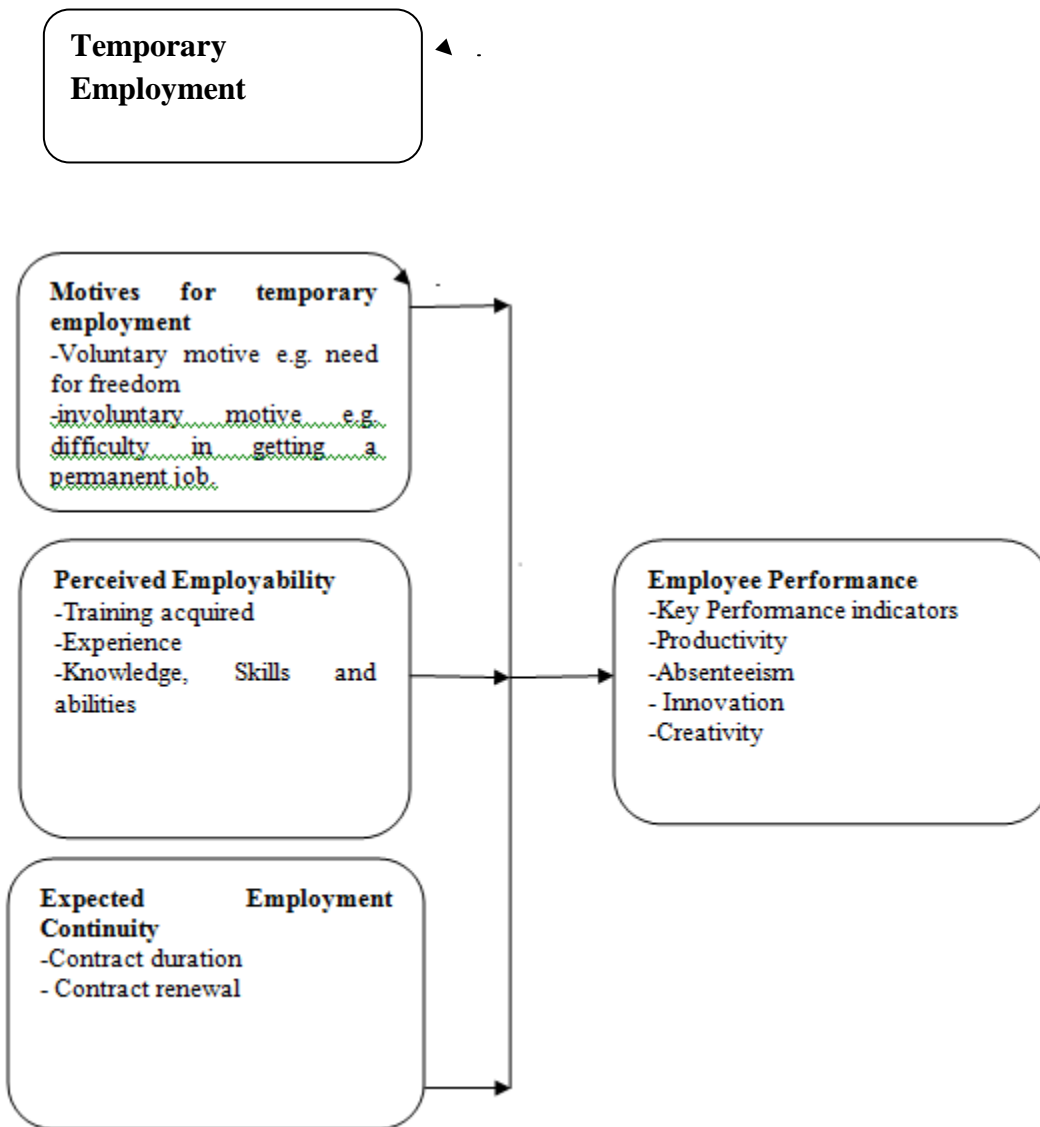 Temporary
Employment
Motives for temporary
employment
-Voluntary motive e.g. need
for freedom
-involuntary motive e.g.
difficulty in getting a
permanent job.
Perceived Employability
-Training acquired
-Experience
-Knowledge, Skills and
abilities
Expected Employment
Continuity
-Contract duration
- Contract renewal
Employee Performance
-Key Performance indicators
-Productivity
-Absenteeism
- Innovation
-Creativity